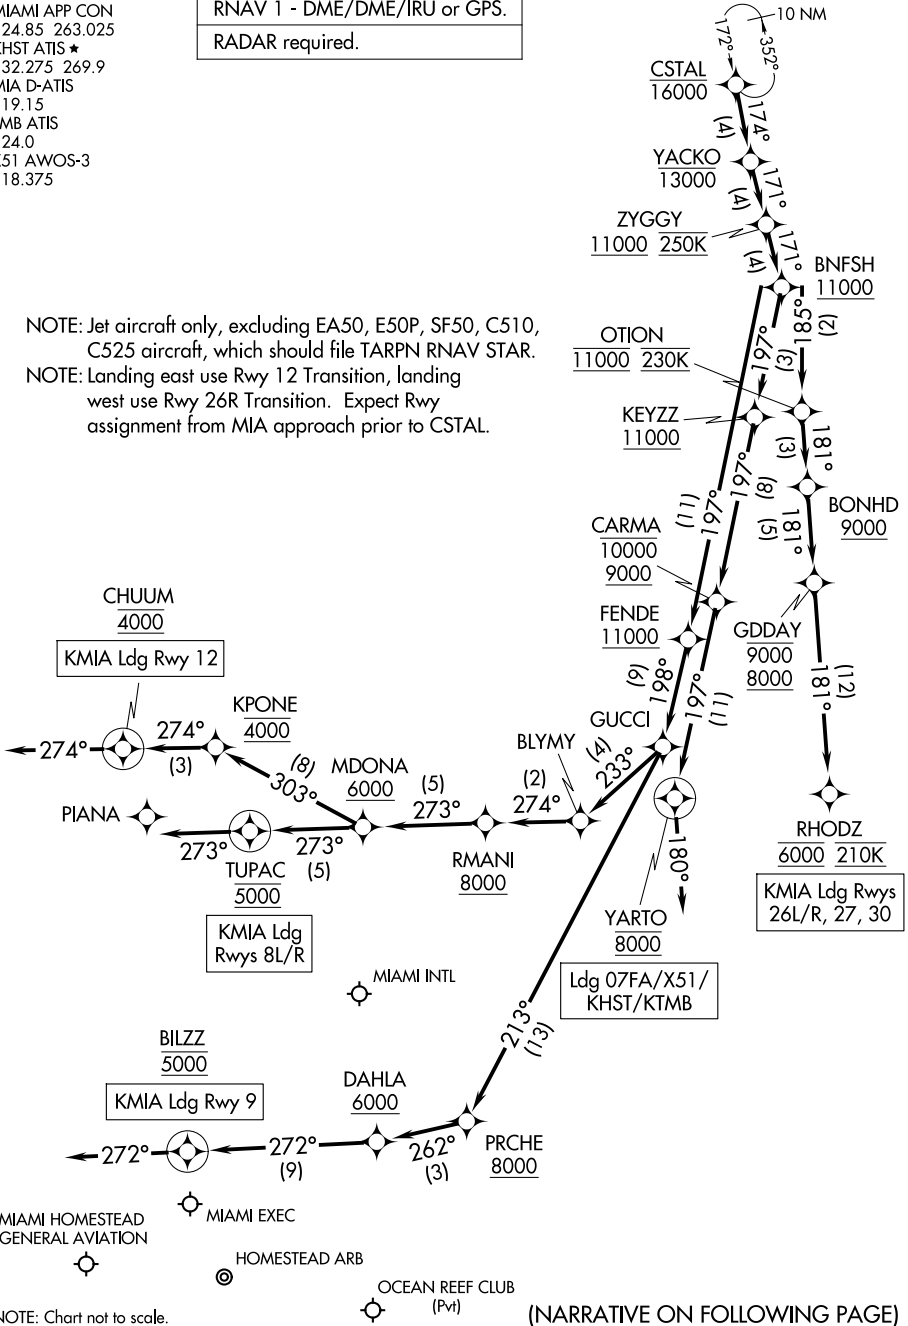 MIAMI APP CON
24.85 263.025
HST ATIS ★
32.275 269.9
MIA D-ATIS
19.15
MB ATIS
24.0
51 AWOS-3
18.375
RNAV 1 - DME/DME/IRU or GPS.
RADAR required.
10 NM
172°
352°
CSTAL
16000
174°
(4)
YACKO
13000
171°
(4)
ZYGGY
11000 250K
171°
(4)
BNFSH
11000
NOTE: Jet aircraft only, excluding EA50, E50P, SF50, C510,
C525 aircraft, which should file TARPN RNAV STAR.
NOTE: Landing east use Rwy 12 Transition, landing
west use Rwy 26R Transition. Expect Rwy
assignment from MIA approach prior to CSTAL.
185°
(2)
197°
(3)
OTION
11000 230K
KEYZZ
11000
181°
(3)
197°
(8)
197°
(11)
BONHD
9000
181°
(5)
CARMA
10000
9000
FENDE
11000
GDDAY
9000
8000
181°
(12)
198°
(9)
197°
(11)
CHUUM
4000
KMIA Ldg Rwy 12
KPONE
4000
GUCCI
274°
274°
(3)
303°
(8)
MDONA
6000
(5)
273°
BLYMY
(2)
274°
(4)
233°
PIANA
273°
TUPAC
5000
273°
(5)
RMANI
8000
180°
RHODZ
6000 210K
KMIA Ldg Rwys
26L/R, 27, 30
KMIA Ldg
Rwys 8L/R
YARTO
8000
Ldg 07FA/X51/
KHST/KTMB
MIAMI INTL
213°
(13)
BILZZ
5000
KMIA Ldg Rwy 9
DAHLA
6000
272°
272°
(9)
262°
(3)
PRCHE
8000
MIAMI EXEC
MIAMI HOMESTEAD
GENERAL AVIATION
HOMESTEAD ARB
OCEAN REEF CLUB
(Pvt)
NOTE: Chart not to scale.
(NARRATIVE ON FOLLOWING PAGE)